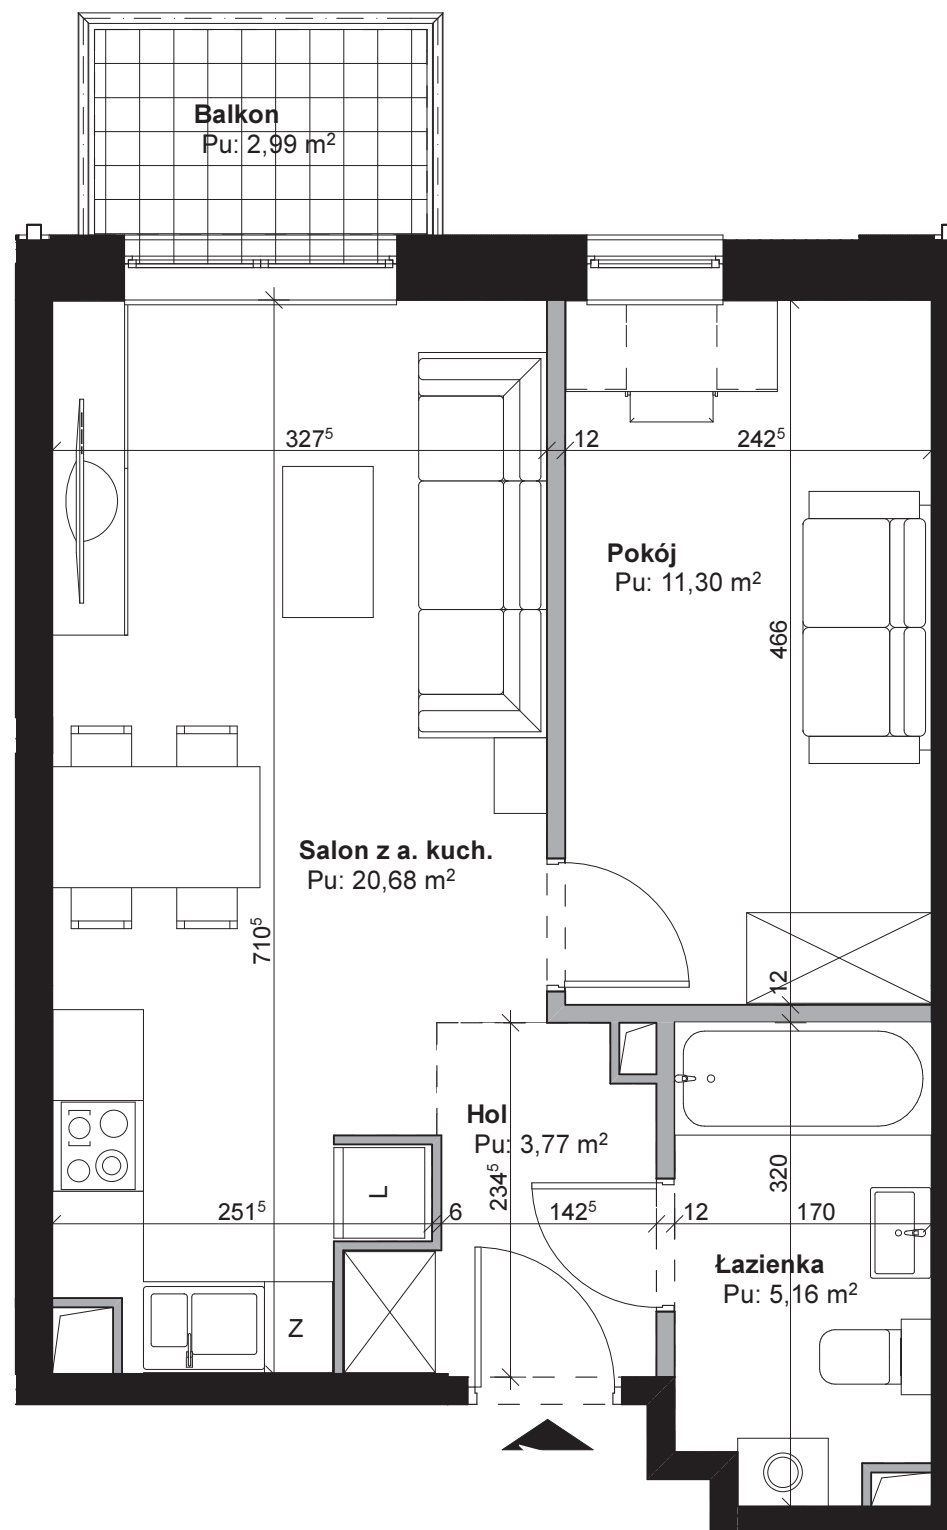 Balkon
Pu: 2,99 m²
327⁵
12
242⁵
Pokój
Pu: 11,30 m²
466
Salon z a. kuch.
Pu: 20,68 m²
710⁵
12
Hol
Pu: 3,77 m²
234⁵
320
L
251⁵
6
142⁵
12
170
Łazienka
Pu: 5,16 m²
Z